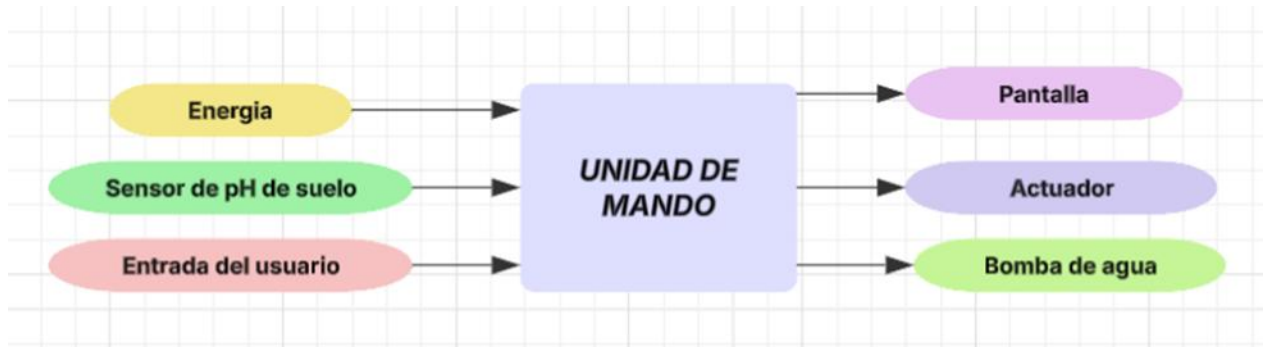 Energia
Sensor de pH de suelo
Entrada del usuario
UNIDAD DE
MANDO
Pantalla
Actuador
Bomba de agua